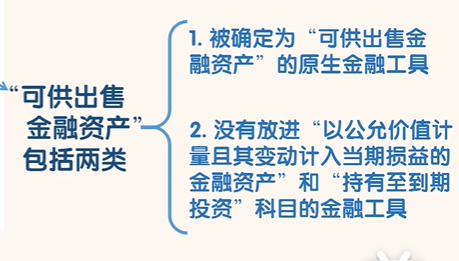 “可供出售
金融资产”
包括两类
1. 被确定为“可供出售金
融资产”的原生金融工具
2. 没有放进“以公允价值计
量且其变动计入当期损益的
金融资产”和“持有至到期
投资”科目的金融工具